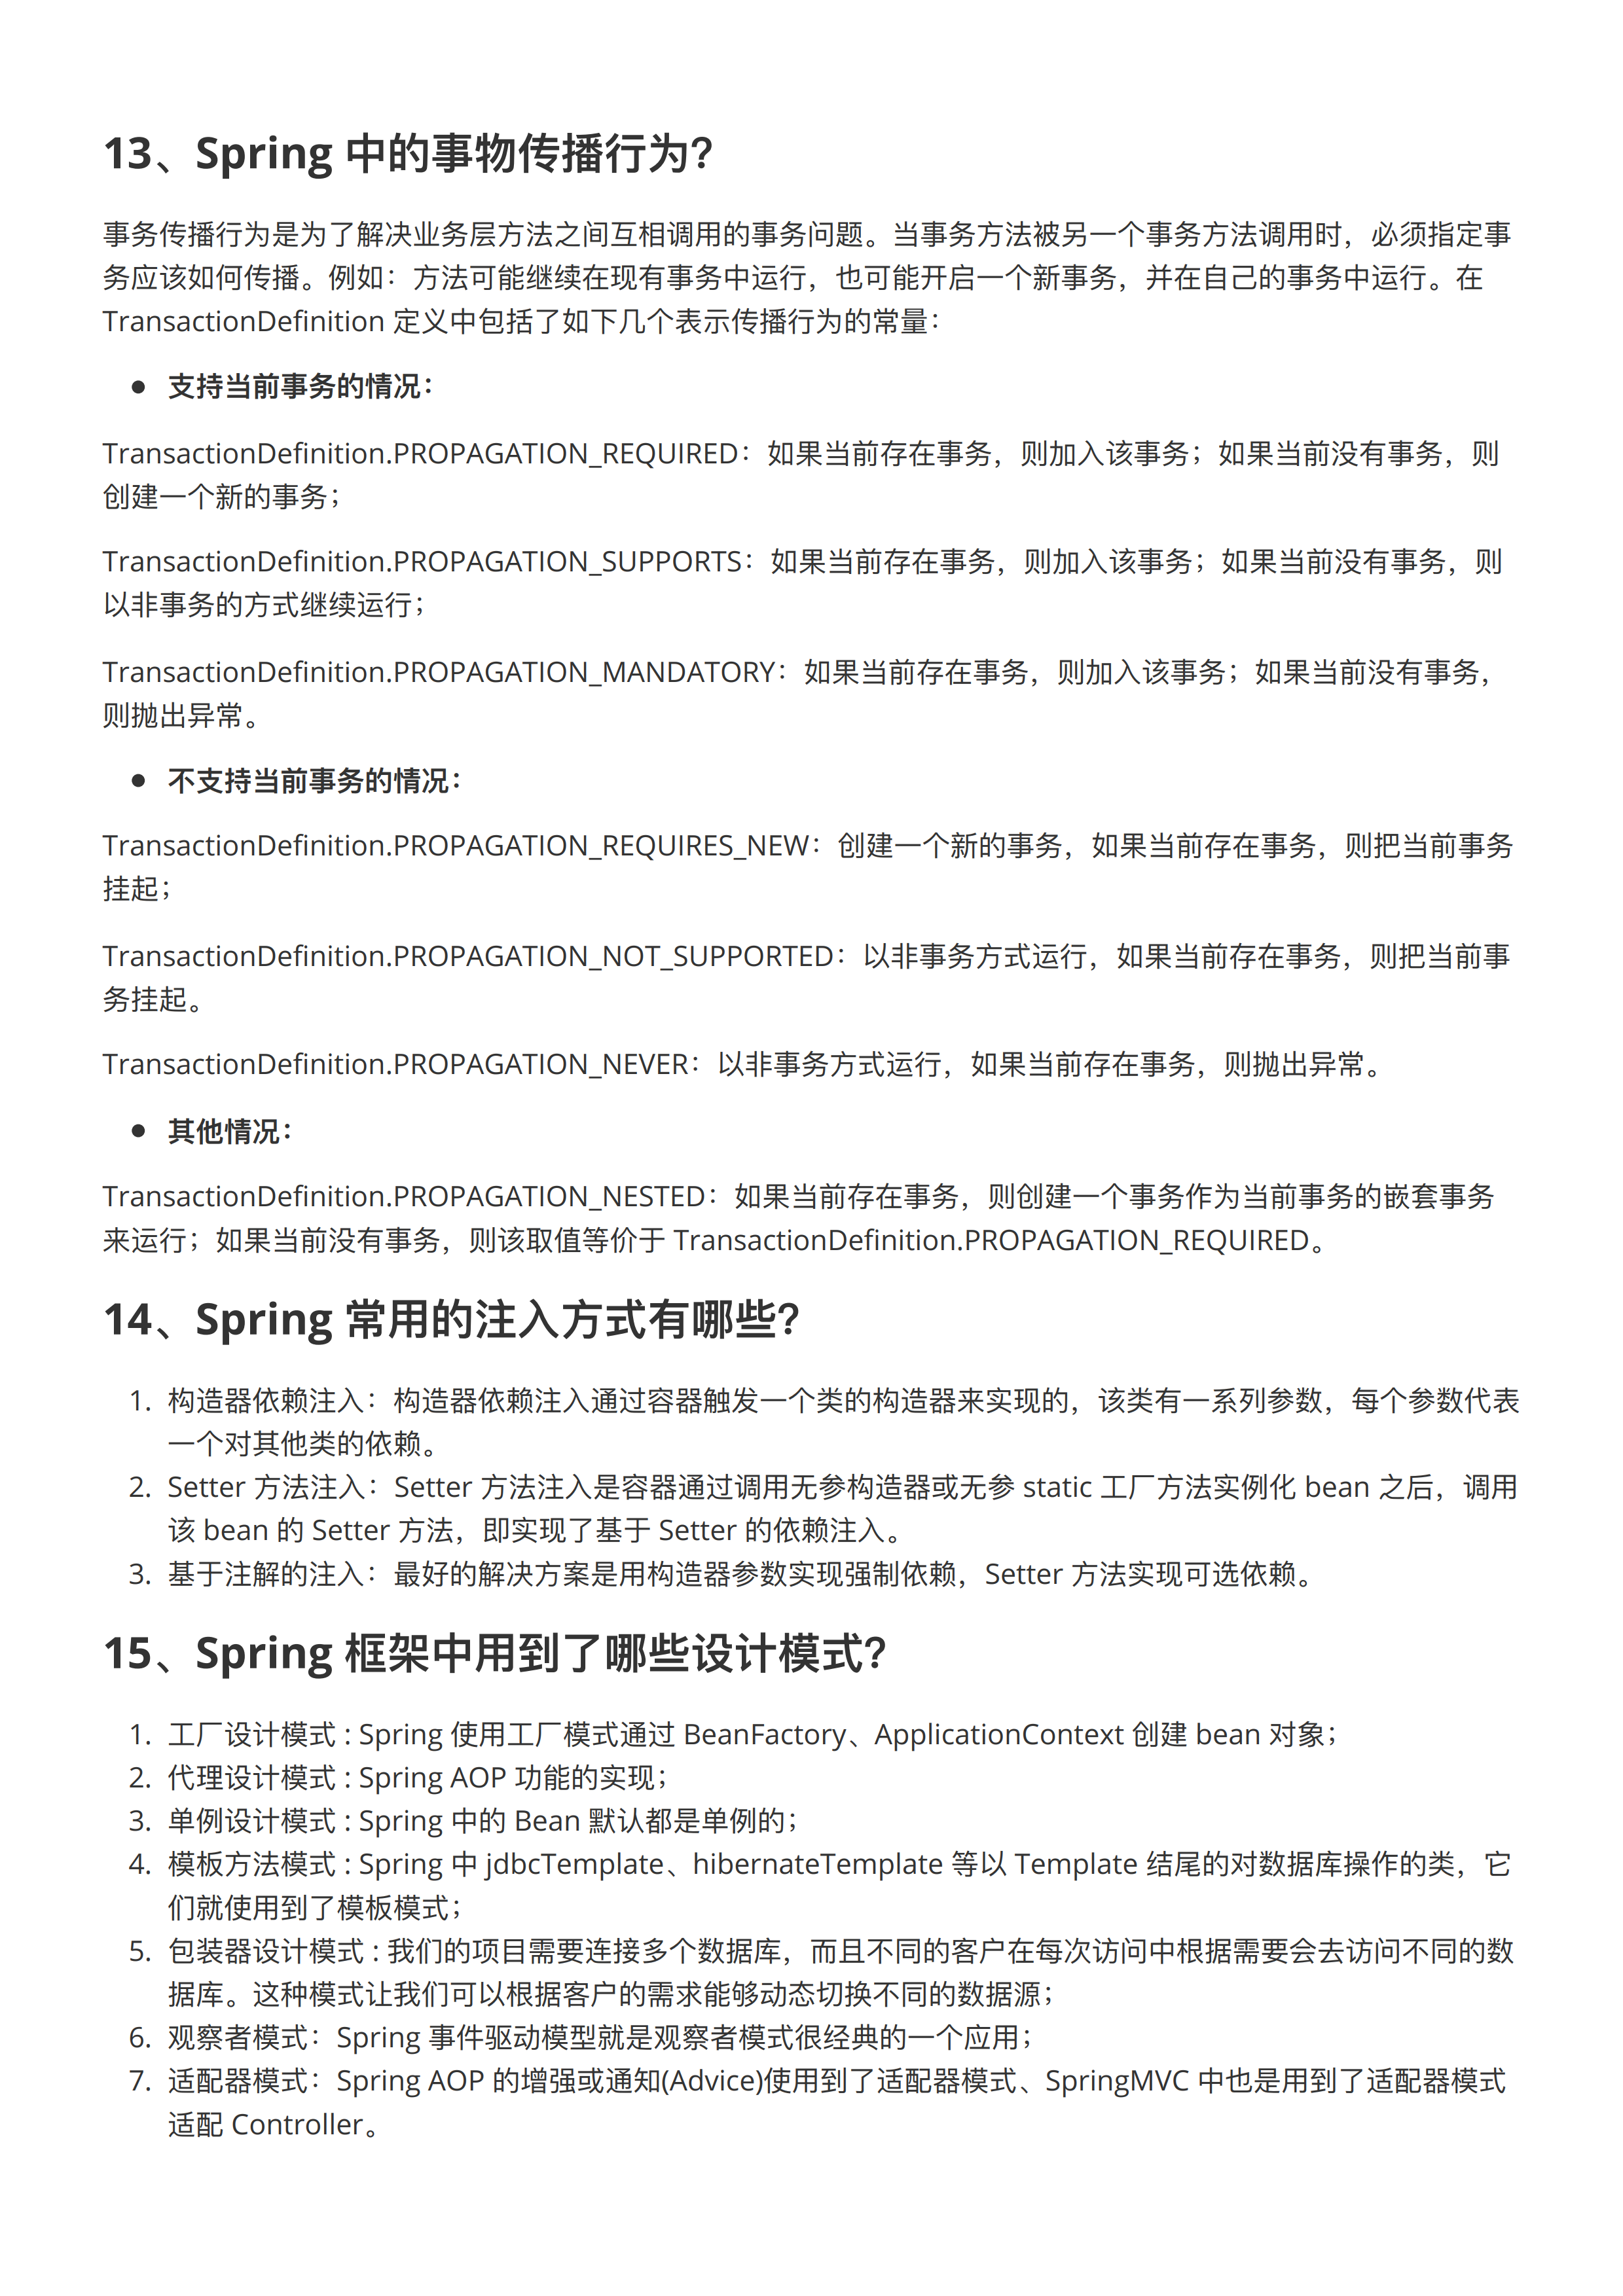 13、Spring 中的事物传播行为？
事务传播行为是为了解决业务层方法之间互相调用的事务问题。当事务方法被另一个事务方法调用时，必须指定事
务应该如何传播。例如：方法可能继续在现有事务中运行，也可能开启一个新事务，并在自己的事务中运行。在
TransactionDefinition 定义中包括了如下几个表示传播行为的常量：
● 支持当前事务的情况：
TransactionDefinition.PROPAGATION_REQUIRED：如果当前存在事务，则加入该事务；如果当前没有事务，则
创建一个新的事务；
TransactionDefinition.PROPAGATION_SUPPORTS：如果当前存在事务，则加入该事务；如果当前没有事务，则
以非事务的方式继续运行；
TransactionDefinition.PROPAGATION_MANDATORY：如果当前存在事务，则加入该事务；如果当前没有事务，
则抛出异常。
● 不支持当前事务的情况：
TransactionDefinition.PROPAGATION_REQUIRES_NEW：创建一个新的事务，如果当前存在事务，则把当前事务
挂起；
TransactionDefinition.PROPAGATION_NOT_SUPPORTED：以非事务方式运行，如果当前存在事务，则把当前事
务挂起。
TransactionDefinition.PROPAGATION_NEVER：以非事务方式运行，如果当前存在事务，则抛出异常。
● 其他情况：
TransactionDefinition.PROPAGATION_NESTED：如果当前存在事务，则创建一个事务作为当前事务的嵌套事务
来运行；如果当前没有事务，则该取值等价于 TransactionDefinition.PROPAGATION_REQUIRED。
14、Spring 常用的注入方式有哪些？
1. 构造器依赖注入：构造器依赖注入通过容器触发一个类的构造器来实现的，该类有一系列参数，每个参数代表
一个对其他类的依赖。
2. Setter 方法注入：Setter 方法注入是容器通过调用无参构造器或无参 static 工厂方法实例化 bean 之后，调用
该 bean 的 Setter 方法，即实现了基于 Setter 的依赖注入。
3. 基于注解的注入：最好的解决方案是用构造器参数实现强制依赖，Setter 方法实现可选依赖。
15、Spring 框架中用到了哪些设计模式？
1. 工厂设计模式 : Spring 使用工厂模式通过 BeanFactory、ApplicationContext 创建 bean 对象；
2. 代理设计模式 : Spring AOP 功能的实现；
3. 单例设计模式 : Spring 中的 Bean 默认都是单例的；
4. 模板方法模式 : Spring 中 jdbcTemplate、hibernateTemplate 等以 Template 结尾的对数据库操作的类，它
们就使用到了模板模式；
5. 包装器设计模式 : 我们的项目需要连接多个数据库，而且不同的客户在每次访问中根据需要会去访问不同的数
据库。这种模式让我们可以根据客户的需求能够动态切换不同的数据源；
6. 观察者模式：Spring 事件驱动模型就是观察者模式很经典的一个应用；
7. 适配器模式：Spring AOP 的增强或通知(Advice)使用到了适配器模式、SpringMVC 中也是用到了适配器模式
适配 Controller。